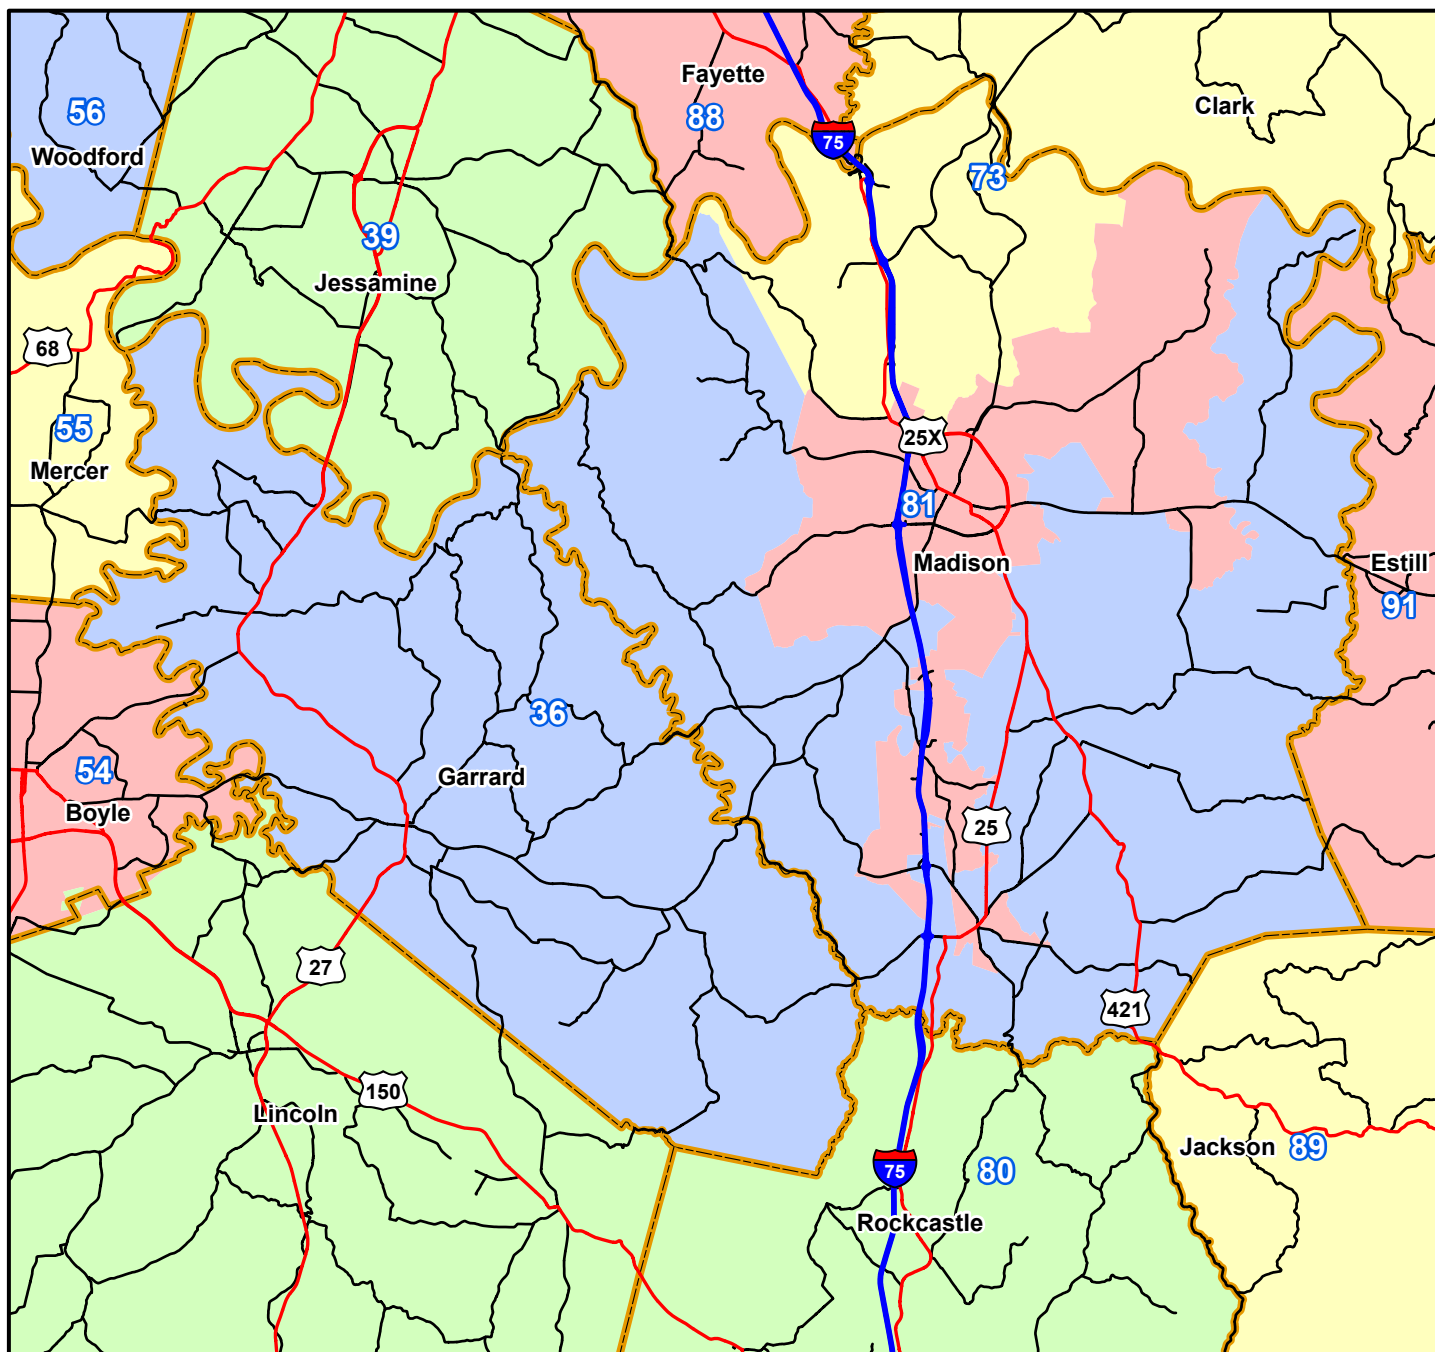 Fayette
88
Clark
56
Woodford
75
73
39
Jessamine
68
55
Mercer
25X
81
Madison
Estill
91
36
54
Boyle
Garrard
25
27
421
150
Lincoln
75
80
Jackson
89
Rockcastle